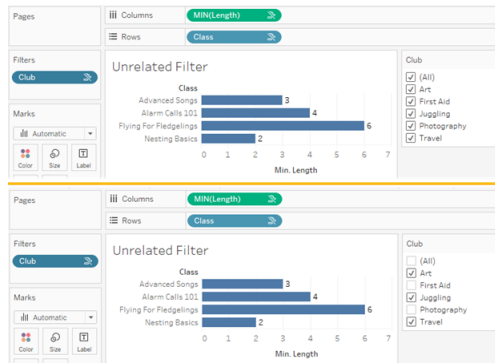 Pages
Columns MIN(Length)
Rows Class
Filters
Club
Marks
Automatic
Color Size Label
Unrelated Filter
Class
Advanced Songs 3
Alarm Calls 101 4
Flying For Fledgelings 6
Nesting Basics 2
0 1 2 3 4 5 6 7
Min. Length
Club
(All)
Art
First Aid
Juggling
Photography
Travel
Pages
Columns MIN(Length)
Rows Class
Filters
Club
Marks
Automatic
Color Size Label
Unrelated Filter
Class
Advanced Songs 3
Alarm Calls 101 4
Flying For Fledgelings 6
Nesting Basics 2
0 1 2 3 4 5 6 7
Min. Length
Club
(All)
Art
First Aid
Juggling
Photography
Travel